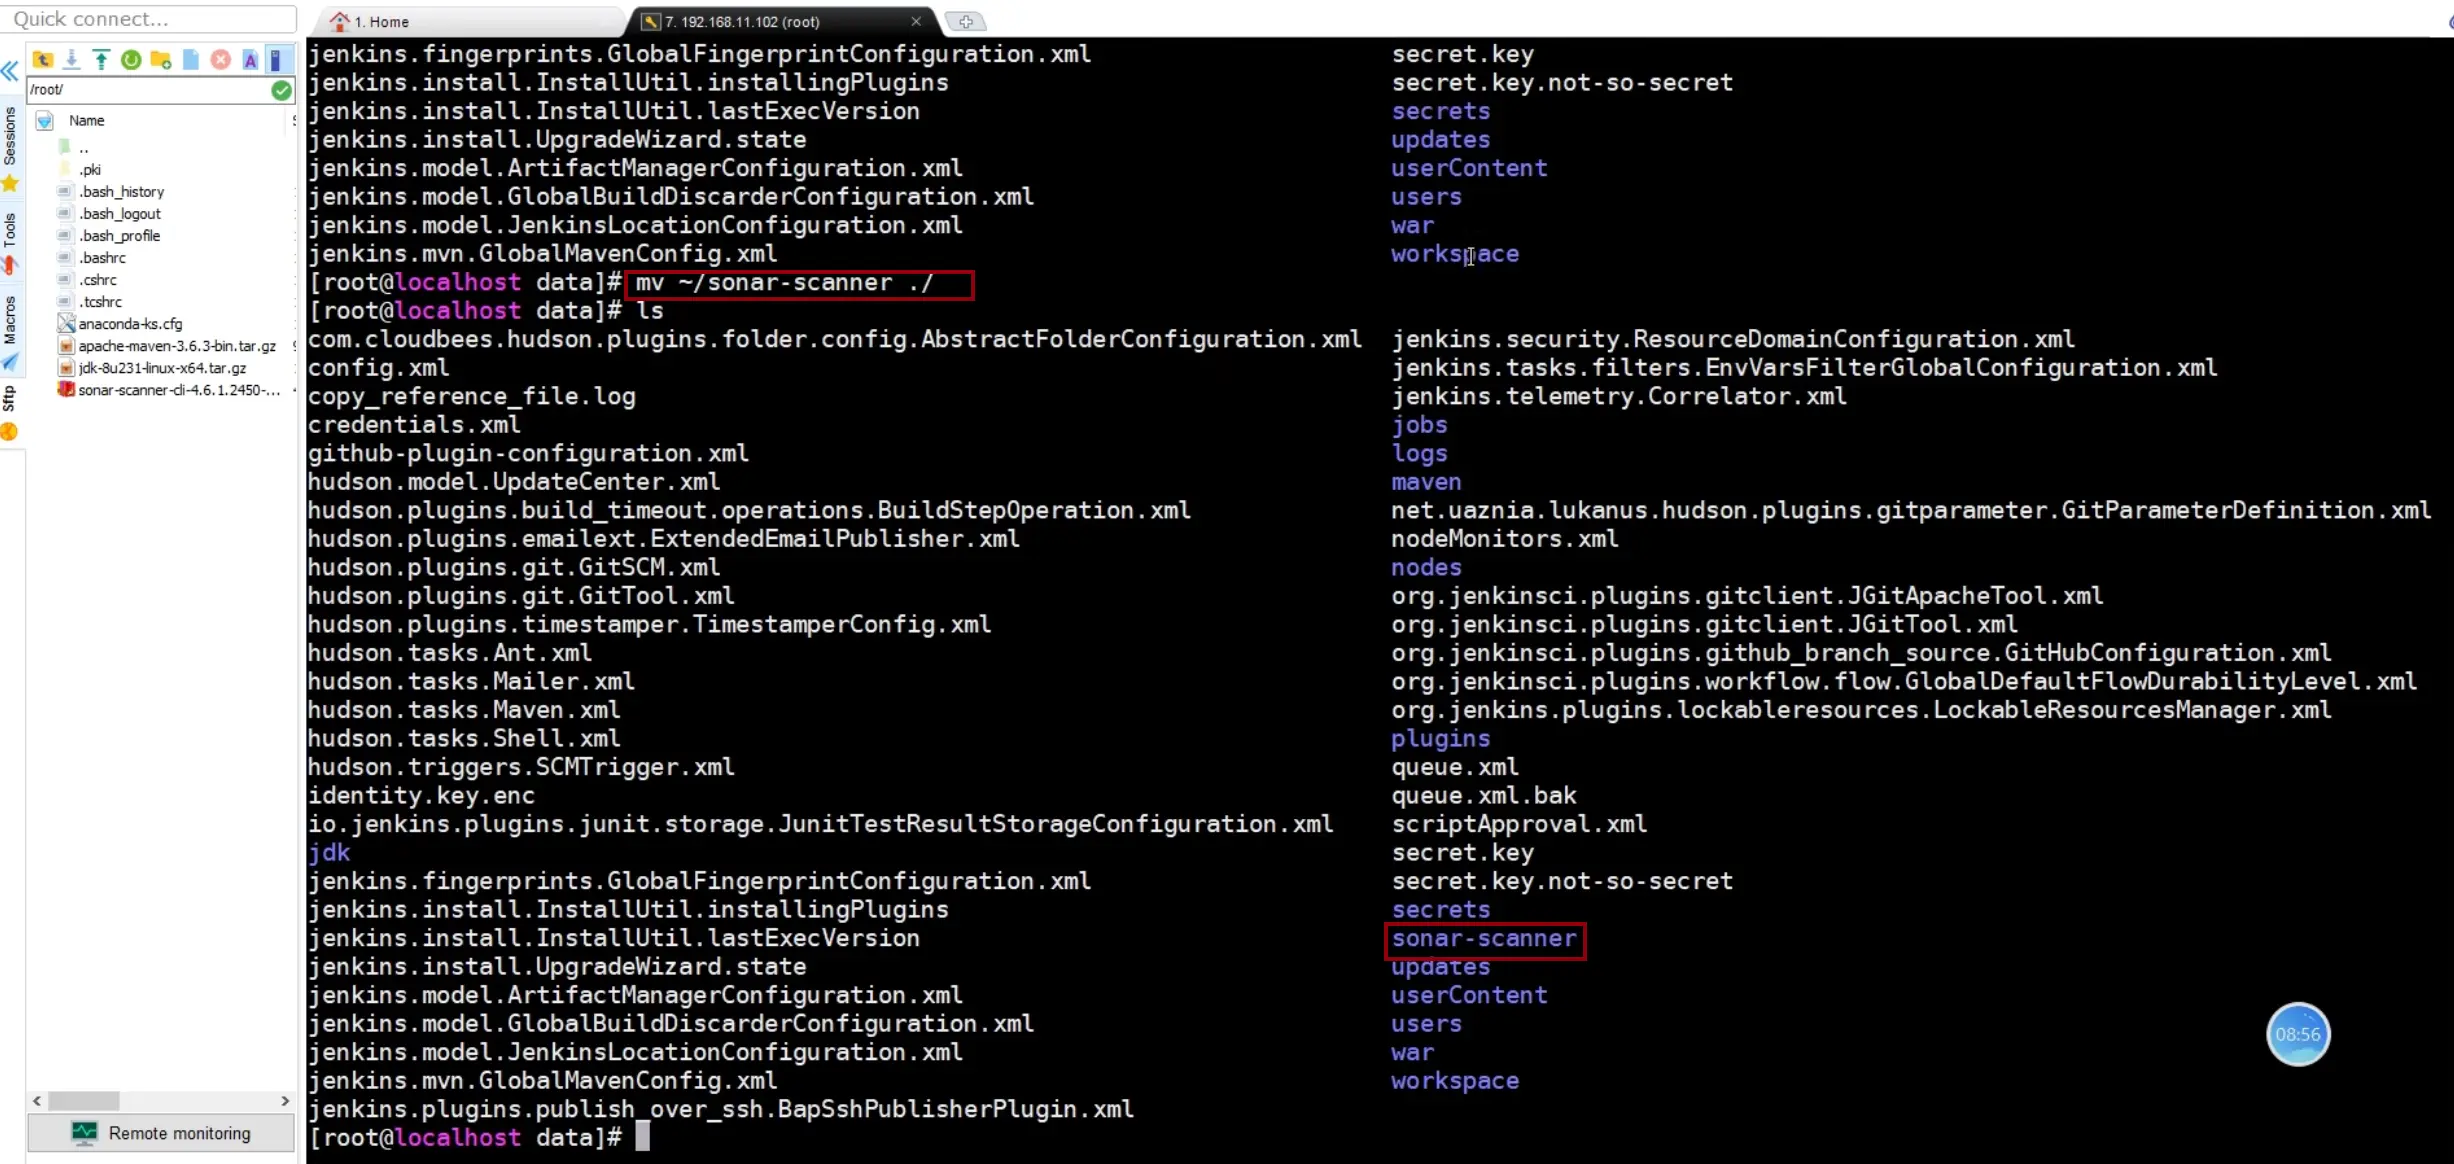 Quick connect...
1. Home
7. 192.168.11.102 (root)
/root/
Name
..
.pki
.bash_history
.bash_logout
.bash_profile
.bashrc
.cshrc
.tcshrc
anaconda-ks.cfg
apache-maven-3.6.3-bin.tar.gz
jdk-8u231-linux-x64.tar.gz
sonar-scanner-cli-4.6.1.2450-...
Sessions
Tools
Macros
Sftp
Remote monitoring
jenkins.fingerprints.GlobalFingerprintConfiguration.xml secret.key
jenkins.install.InstallUtil.installingPlugins secret.key.not-so-secret
jenkins.install.InstallUtil.lastExecVersion secrets
jenkins.install.UpgradeWizard.state updates
jenkins.model.ArtifactManagerConfiguration.xml userContent
jenkins.model.GlobalBuildDiscarderConfiguration.xml users
jenkins.model.JenkinsLocationConfiguration.xml war
jenkins.mvn.GlobalMavenConfig.xml workspace
[root@localhost data]# mv ~/sonar-scanner ./
[root@localhost data]# ls
com.cloudbees.hudson.plugins.folder.config.AbstractFolderConfiguration.xml jenkins.security.ResourceDomainConfiguration.xml
config.xml jenkins.tasks.filters.EnvVarsFilterGlobalConfiguration.xml
copy_reference_file.log jenkins.telemetry.Correlator.xml
credentials.xml jobs
github-plugin-configuration.xml logs
hudson.model.UpdateCenter.xml maven
hudson.plugins.build_timeout.operations.BuildStepOperation.xml net.uaznia.lukanus.hudson.plugins.gitparameter.GitParameterDefinition.xml
hudson.plugins.emailext.ExtendedEmailPublisher.xml nodeMonitors.xml
hudson.plugins.git.GitSCM.xml nodes
hudson.plugins.git.GitTool.xml org.jenkinsci.plugins.gitclient.JGitApacheTool.xml
hudson.plugins.timestamper.TimestamperConfig.xml org.jenkinsci.plugins.gitclient.JGitTool.xml
hudson.tasks.Ant.xml org.jenkinsci.plugins.github_branch_source.GitHubConfiguration.xml
hudson.tasks.Mailer.xml org.jenkinsci.plugins.workflow.flow.GlobalDefaultFlowDurabilityLevel.xml
hudson.tasks.Maven.xml org.jenkins.plugins.lockableresources.LockableResourcesManager.xml
hudson.tasks.Shell.xml plugins
hudson.triggers.SCMTrigger.xml queue.xml
identity.key.enc queue.xml.bak
io.jenkins.plugins.junit.storage.JunitTestResultStorageConfiguration.xml scriptApproval.xml
jdk secret.key
jenkins.fingerprints.GlobalFingerprintConfiguration.xml secret.key.not-so-secret
jenkins.install.InstallUtil.installingPlugins secrets
jenkins.install.InstallUtil.lastExecVersion sonar-scanner
jenkins.install.UpgradeWizard.state updates
jenkins.model.ArtifactManagerConfiguration.xml userContent
jenkins.model.GlobalBuildDiscarderConfiguration.xml users
jenkins.model.JenkinsLocationConfiguration.xml war
jenkins.mvn.GlobalMavenConfig.xml workspace
jenkins.plugins.publish_over_ssh.BapSshPublisherPlugin.xml
[root@localhost data]#
08:56